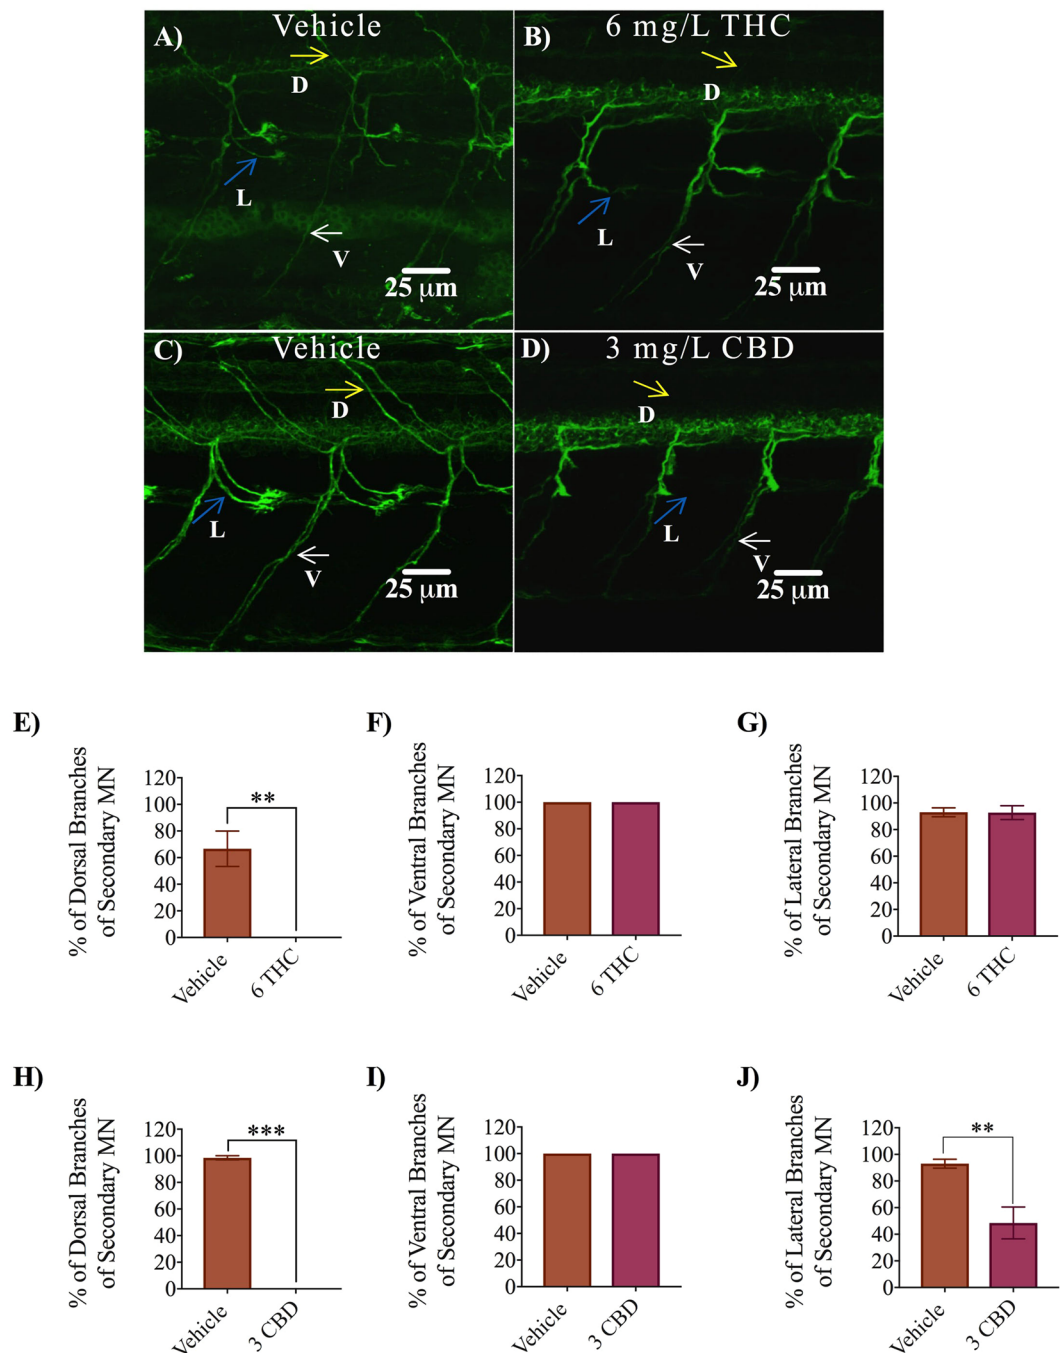 A)
Vehicle
D
L
V
25 μm
B)
6 mg/L THC
D
L
V
25 μm
C)
Vehicle
D
L
V
25 μm
D)
3 mg/L CBD
D
L
V
25 μm
E)
% of Dorsal Branches
of Secondary MN
120
100
80
60
40
20
0
**
Vehicle
6 THC
F)
% of Ventral Branches
of Secondary MN
120
100
80
60
40
20
0
Vehicle
6 THC
G)
% of Lateral Branches
of Secondary MN
120
100
80
60
40
20
0
Vehicle
6 THC
H)
% of Dorsal Branches
of Secondary MN
120
100
80
60
40
20
0
***
Vehicle
3 CBD
I)
% of Ventral Branches
of Secondary MN
120
100
80
60
40
20
0
Vehicle
3 CBD
J)
% of Lateral Branches
of Secondary MN
120
100
80
60
40
20
0
**
Vehicle
3 CBD